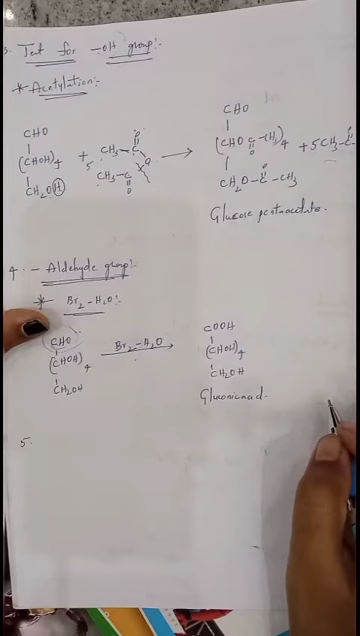 3. Test for -OH group:-
* Acetylation:-
CHO
(CHOH)4
CH2OH
+ 5
CH3-C
O
O
CH3-C
O
→
CHO
(CHO C-CH3)4
O
CH2O-C-CH3
O
+ 5CH3-C-
O
Glucose pentaacetate.
4. - Aldehyde group:-
* Br2-H2O:-
CHO
(CHOH)4
CH2OH
Br2-H2O
→
COOH
(CHOH)4
CH2OH
Gluconic acid.
5.